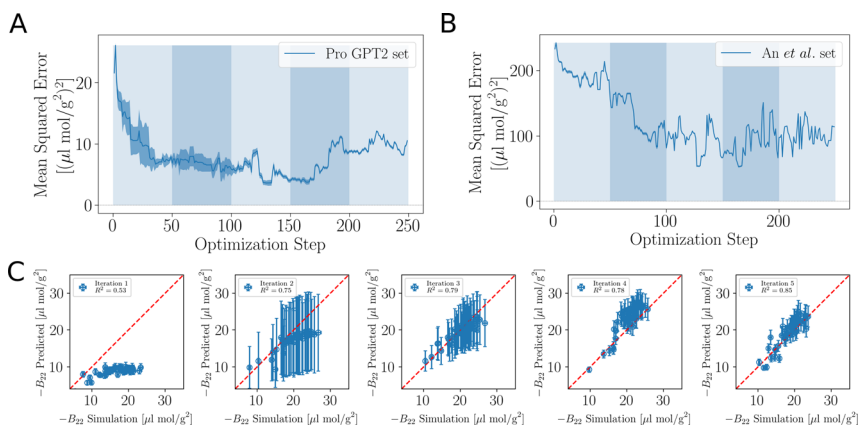 A
Mean Squared Error
[(µl mol/g²)²]
20
10
0
Pro GPT2 set
0 50 100 150 200 250
Optimization Step
B
Mean Squared Error
[(µl mol/g²)²]
200
100
0
An et al. set
0 100 200
Optimization Step
C
−B₂₂ Predicted [µl mol/g²]
30
20
10
Iteration 1
R² = 0.53
10 20 30
−B₂₂ Simulation [µl mol/g²]
−B₂₂ Predicted [µl mol/g²]
30
20
10
Iteration 2
R² = 0.75
10 20 30
−B₂₂ Simulation [µl mol/g²]
−B₂₂ Predicted [µl mol/g²]
30
20
10
Iteration 3
R² = 0.79
10 20 30
−B₂₂ Simulation [µl mol/g²]
−B₂₂ Predicted [µl mol/g²]
30
20
10
Iteration 4
R² = 0.78
10 20 30
−B₂₂ Simulation [µl mol/g²]
−B₂₂ Predicted [µl mol/g²]
30
20
10
Iteration 5
R² = 0.85
10 20 30
−B₂₂ Simulation [µl mol/g²]